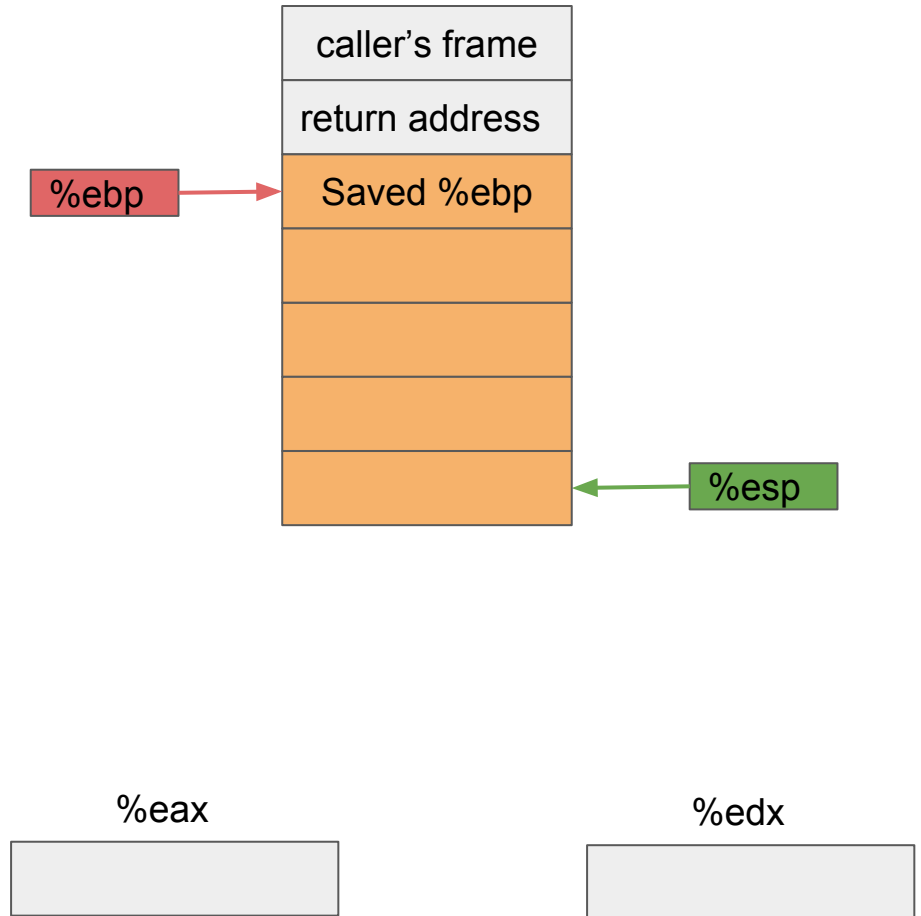 caller’s frame
return address
%ebp
Saved %ebp
%esp
%eax
%edx